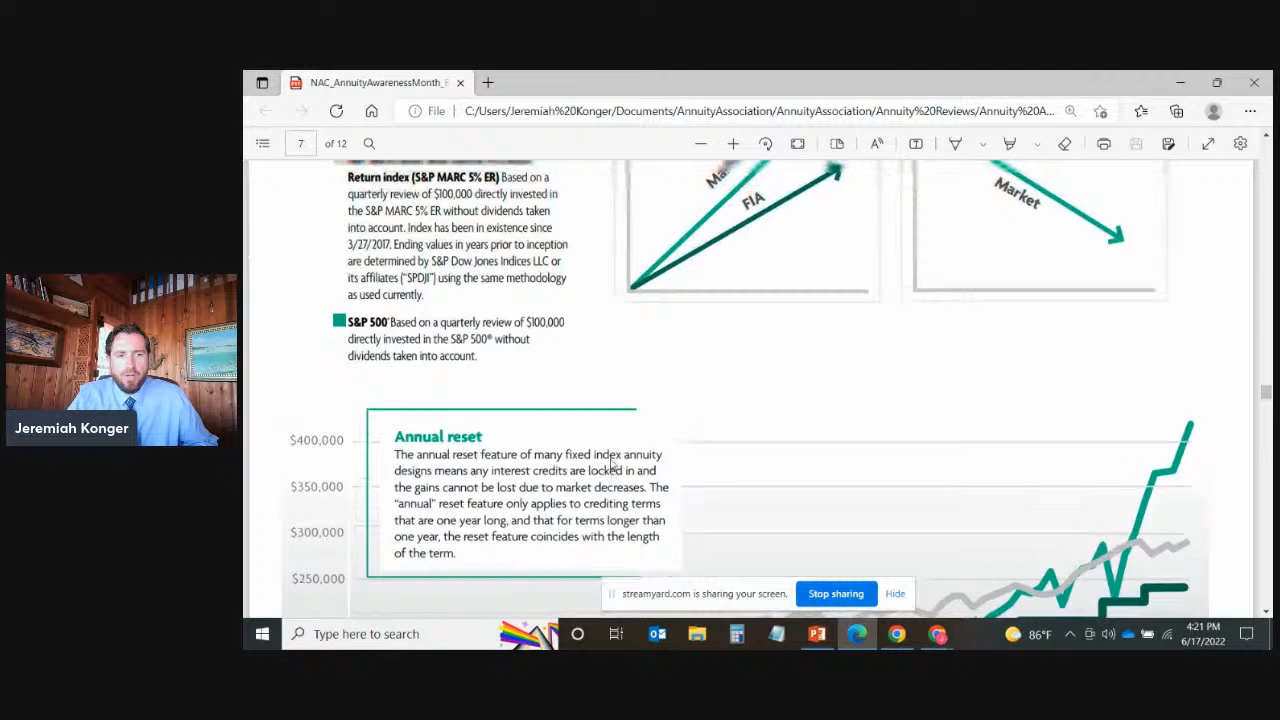 NAC_AnnuityAwarenessMonth_E
File
C:/Users/Jeremiah%20Konger/Documents/AnnuityAssociation/AnnuityAssociation/Annuity%20Reviews/Annuity%20A...
7
of 12
Return index (S&P MARC 5% ER) Based on a
quarterly review of $100,000 directly invested in
the S&P MARC 5% ER without dividends taken
into account. Index has been in existence since
3/27/2017. Ending values in years prior to inception
are determined by S&P Dow Jones Indices LLC or
its affiliates ("SPDJI") using the same methodology
as used currently.
S&P 500® Based on a quarterly review of $100,000
directly invested in the S&P 500® without
dividends taken into account.
Ma
FIA
Market
Jeremiah Konger
Annual reset
The annual reset feature of many fixed index annuity
designs means any interest credits are locked in and
the gains cannot be lost due to market decreases. The
"annual" reset feature only applies to crediting terms
that are one year long, and that for terms longer than
one year, the reset feature coincides with the length
of the term.
$400,000
$350,000
$300,000
$250,000
streamyard.com is sharing your screen.
Stop sharing
Hide
Type here to search
86°F
4:21 PM
6/17/2022